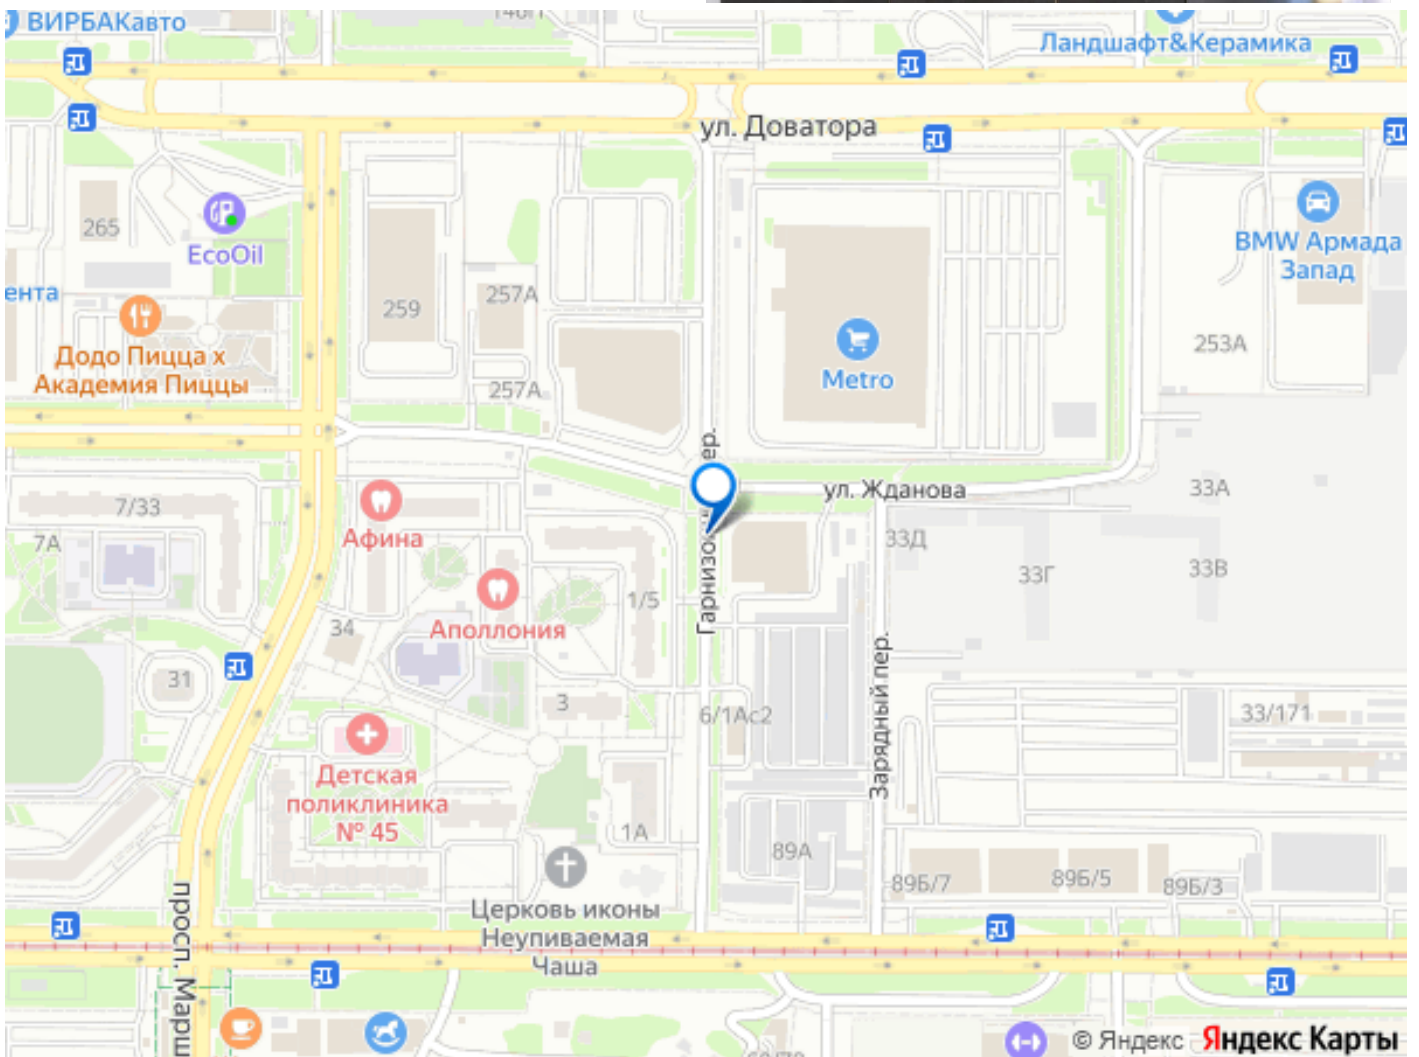 ВИРБАКавто
Ландшафт&Керамика
ул. Доватора
265
EcoOil
BMW Армада
Запад
259
257А
253А
Додо Пицца х
Академия Пиццы
Metro
257А
ул. Жданова
33А
7/33
7А
Афина
33Д
33Г
33В
1/5
Аполлония
34
31
3
6/1Ас2
Зарядный пер.
33/171
Детская
поликлиника
№ 45
1А
89А
89Б/7
89Б/5
89Б/3
Церковь иконы
Неупиваемая
Чаша
© Яндекс
Яндекс Карты